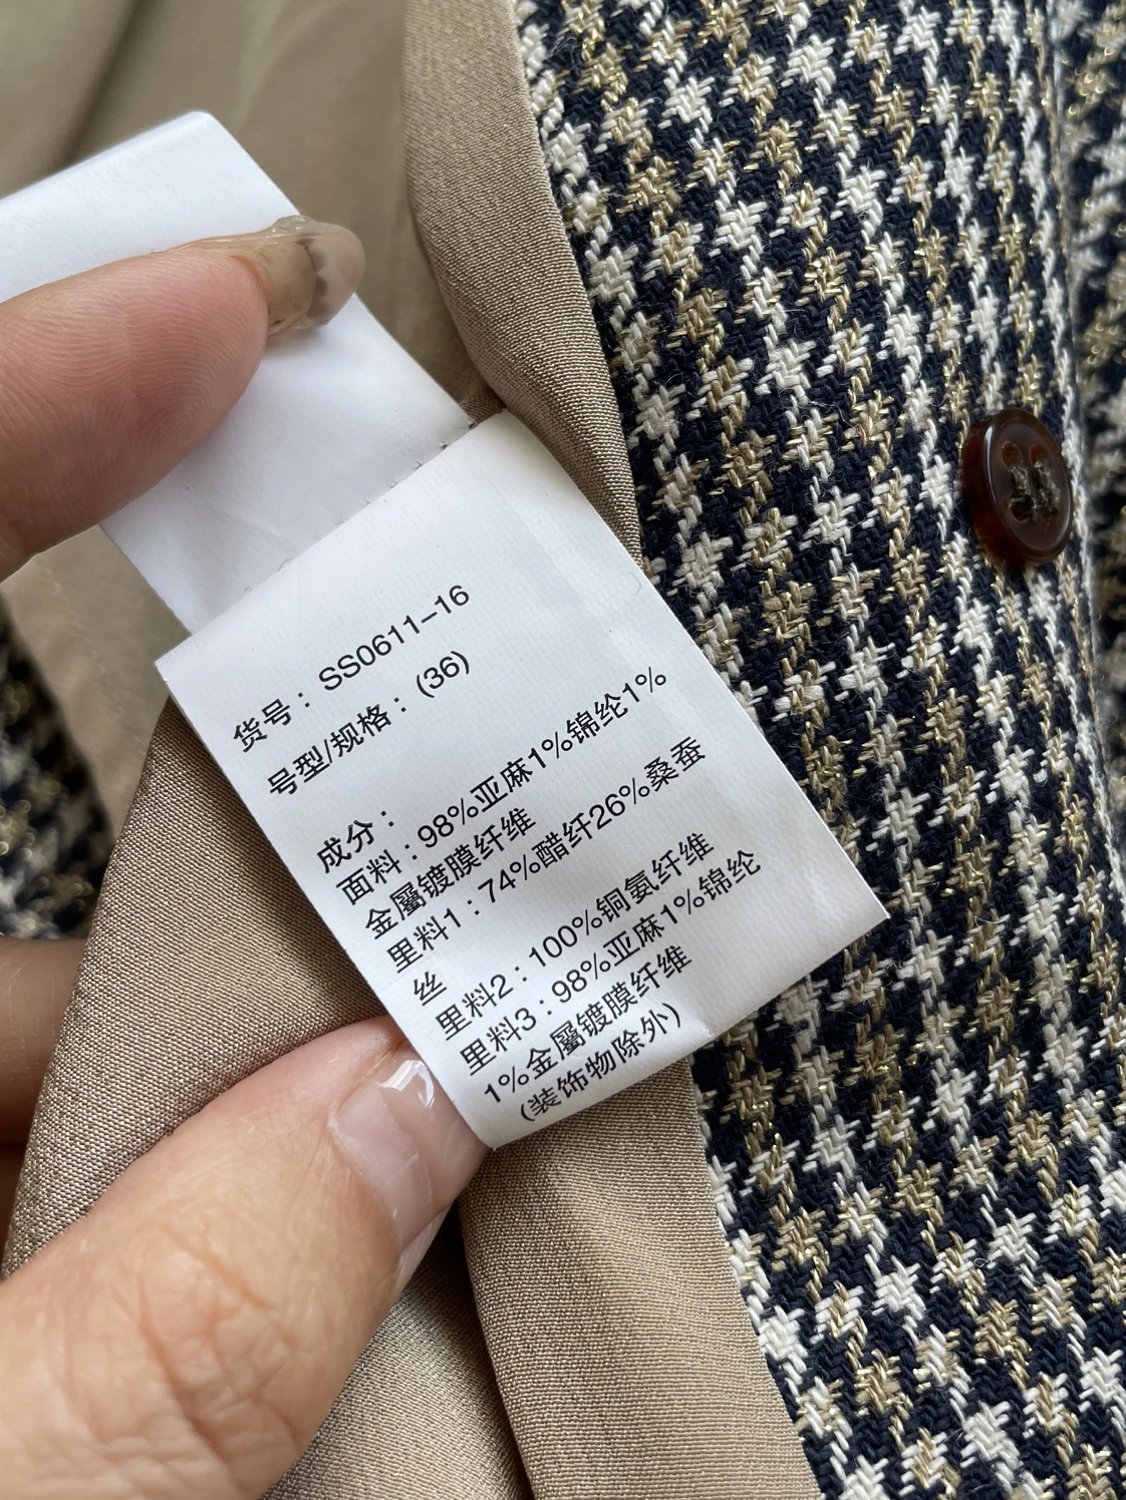 货号：SS0611-16
号型/规格：(36)
成分：
面料：98%亚麻1%锦纶1%
金屬镀膜纤维
里料1：74%醋纤26%桑蚕
丝
里料2：100%铜氨纤维
里料3：98%亚麻1%锦纶
1%金屬镀膜纤维
(装饰物除外)